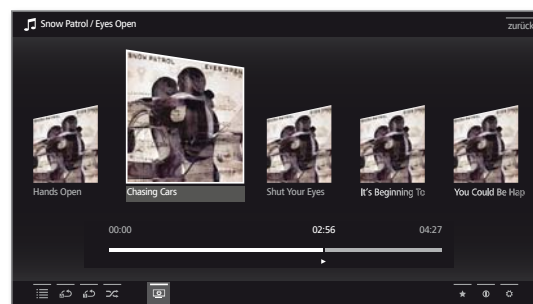 Snow Patrol / Eyes Open
zurück
SNOW PATROL EYES OPEN
Hands Open
Chasing Cars
Shut Your Eyes
It's Beginning To
You Could Be Hap
00:00 02:56 04:27